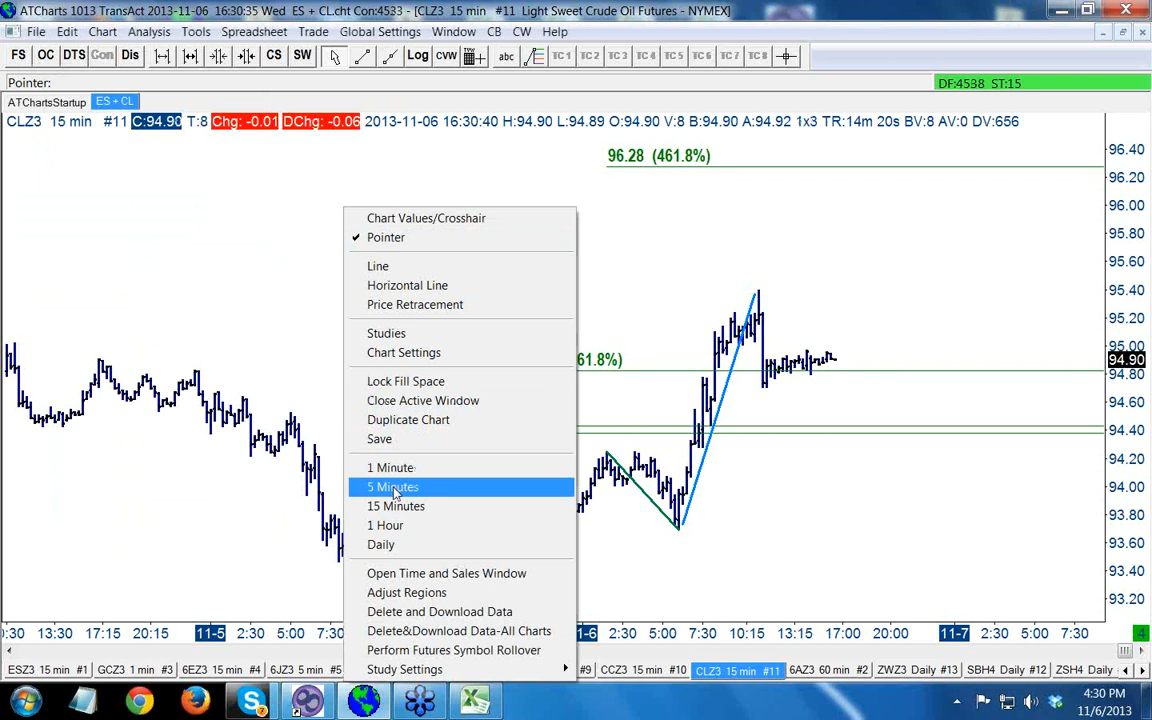 ATCharts 1013 TransAct 2013-11-06 16:30:35 Wed ES + CL.cht Con:4533 - [CLZ3 15 min #11 Light Sweet Crude Oil Futures - NYMEX]
File Edit Chart Analysis Tools Spreadsheet Trade Global Settings Window CB CW Help
FS OC DTS Con Dis CS SW Log CVW abc TC1 TC2 TC3 TC4 TC5 TC6 TC7 TC8
Pointer: DF:4538 ST:15
ATChartsStartup ES + CL
CLZ3 15 min #11 C:94.90 T:8 Chg: -0.01 DChg: -0.06 2013-11-06 16:30:40 H:94.90 L:94.89 O:94.90 V:8 B:94.90 A:94.92 1x3 TR:14m 20s BV:8 AV:0 DV:656
96.28 (461.8%)
61.8%)
96.40
96.20
96.00
95.80
95.60
95.40
95.20
95.00
94.90
94.80
94.60
94.40
94.20
94.00
93.80
93.60
93.40
93.20
Chart Values/Crosshair
Pointer
Line
Horizontal Line
Price Retracement
Studies
Chart Settings
Lock Fill Space
Close Active Window
Duplicate Chart
Save
1 Minute
5 Minutes
15 Minutes
1 Hour
Daily
Open Time and Sales Window
Adjust Regions
Delete and Download Data
Delete&Download Data-All Charts
Perform Futures Symbol Rollover
Study Settings
:30 13:30 17:15 20:15 11-5 2:30 5:00 7:30 -6 2:30 5:00 7:30 10:15 13:15 17:00 20:00 11-7 2:30 5:00 7:30 4
ESZ3 15 min #1 GCZ3 1 min #3 6EZ3 15 min #4 6JZ3 5 min #9 CCZ3 15 min #10 CLZ3 15 min #11 6AZ3 60 min #2 ZWZ3 Daily #13 SBH4 Daily #12 ZSH4 Daily #
4:30 PM
11/6/2013